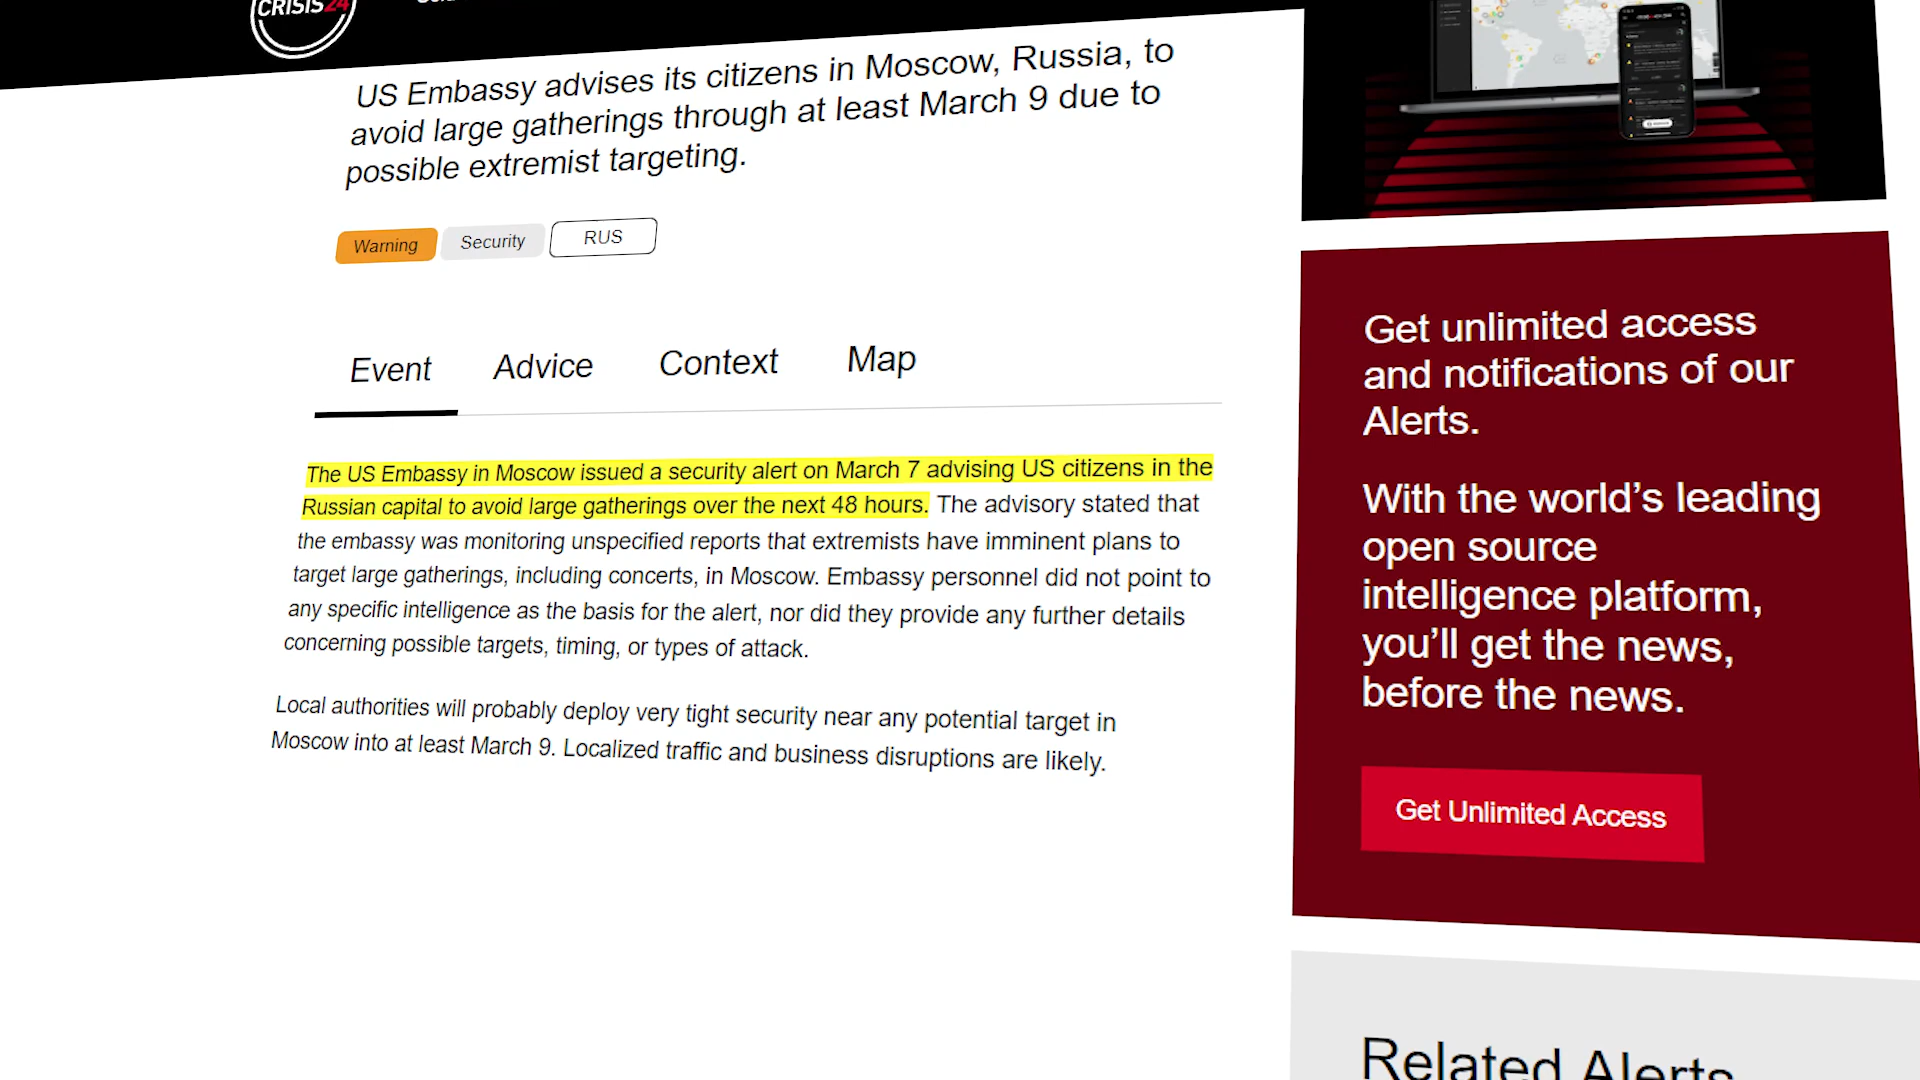 CRISIS24
US Embassy advises its citizens in Moscow, Russia, to
avoid large gatherings through at least March 9 due to
possible extremist targeting.
Warning
Security
RUS
Event
Advice
Context
Map
The US Embassy in Moscow issued a security alert on March 7 advising US citizens in the
Russian capital to avoid large gatherings over the next 48 hours. The advisory stated that
the embassy was monitoring unspecified reports that extremists have imminent plans to
target large gatherings, including concerts, in Moscow. Embassy personnel did not point to
any specific intelligence as the basis for the alert, nor did they provide any further details
concerning possible targets, timing, or types of attack.
Local authorities will probably deploy very tight security near any potential target in
Moscow into at least March 9. Localized traffic and business disruptions are likely.
Get unlimited access
and notifications of our
Alerts.
With the world’s leading
open source
intelligence platform,
you’ll get the news,
before the news.
Get Unlimited Access
Related Alerts